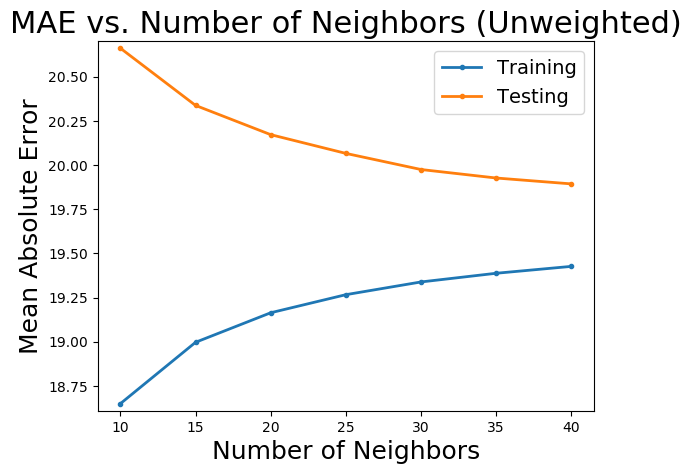 MAE vs. Number of Neighbors (Unweighted)
Training
Testing
Mean Absolute Error
20.50
20.25
20.00
19.75
19.50
19.25
19.00
18.75
10 15 20 25 30 35 40
Number of Neighbors